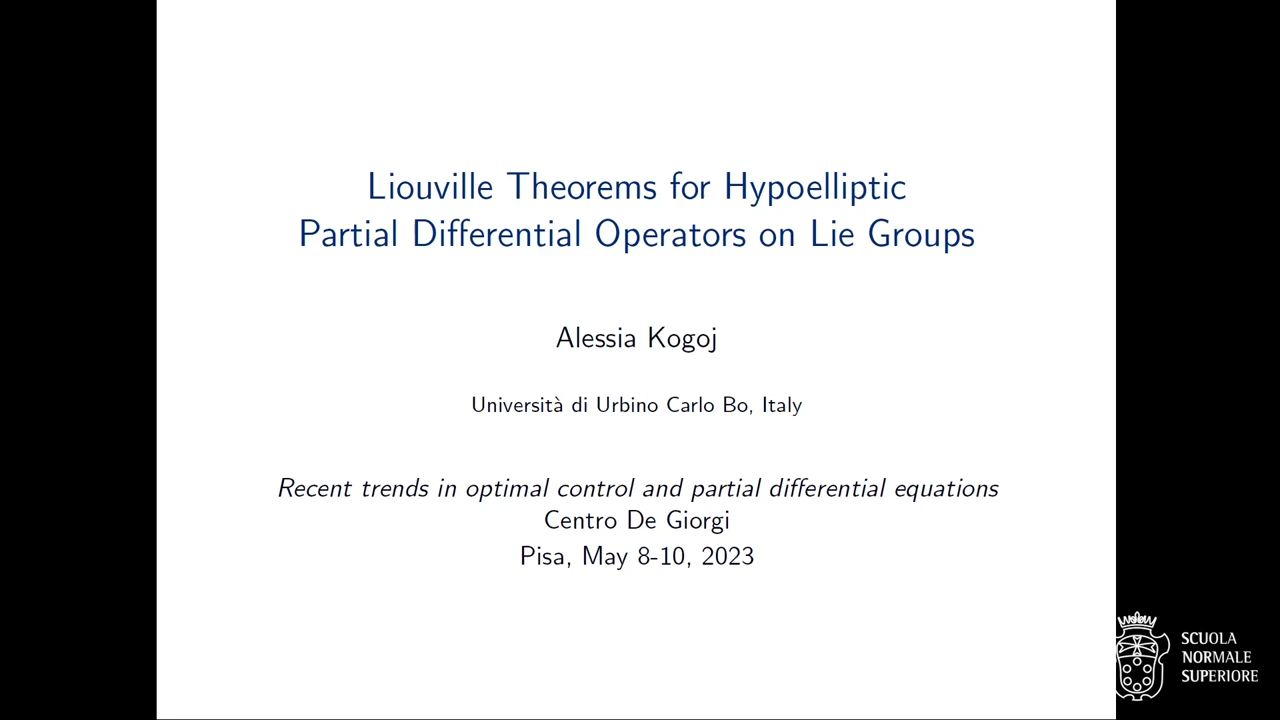 Liouville Theorems for Hypoelliptic
Partial Differential Operators on Lie Groups
Alessia Kogoj
Università di Urbino Carlo Bo, Italy
Recent trends in optimal control and partial differential equations
Centro De Giorgi
Pisa, May 8-10, 2023
SCUOLA
NORMALE
SUPERIORE